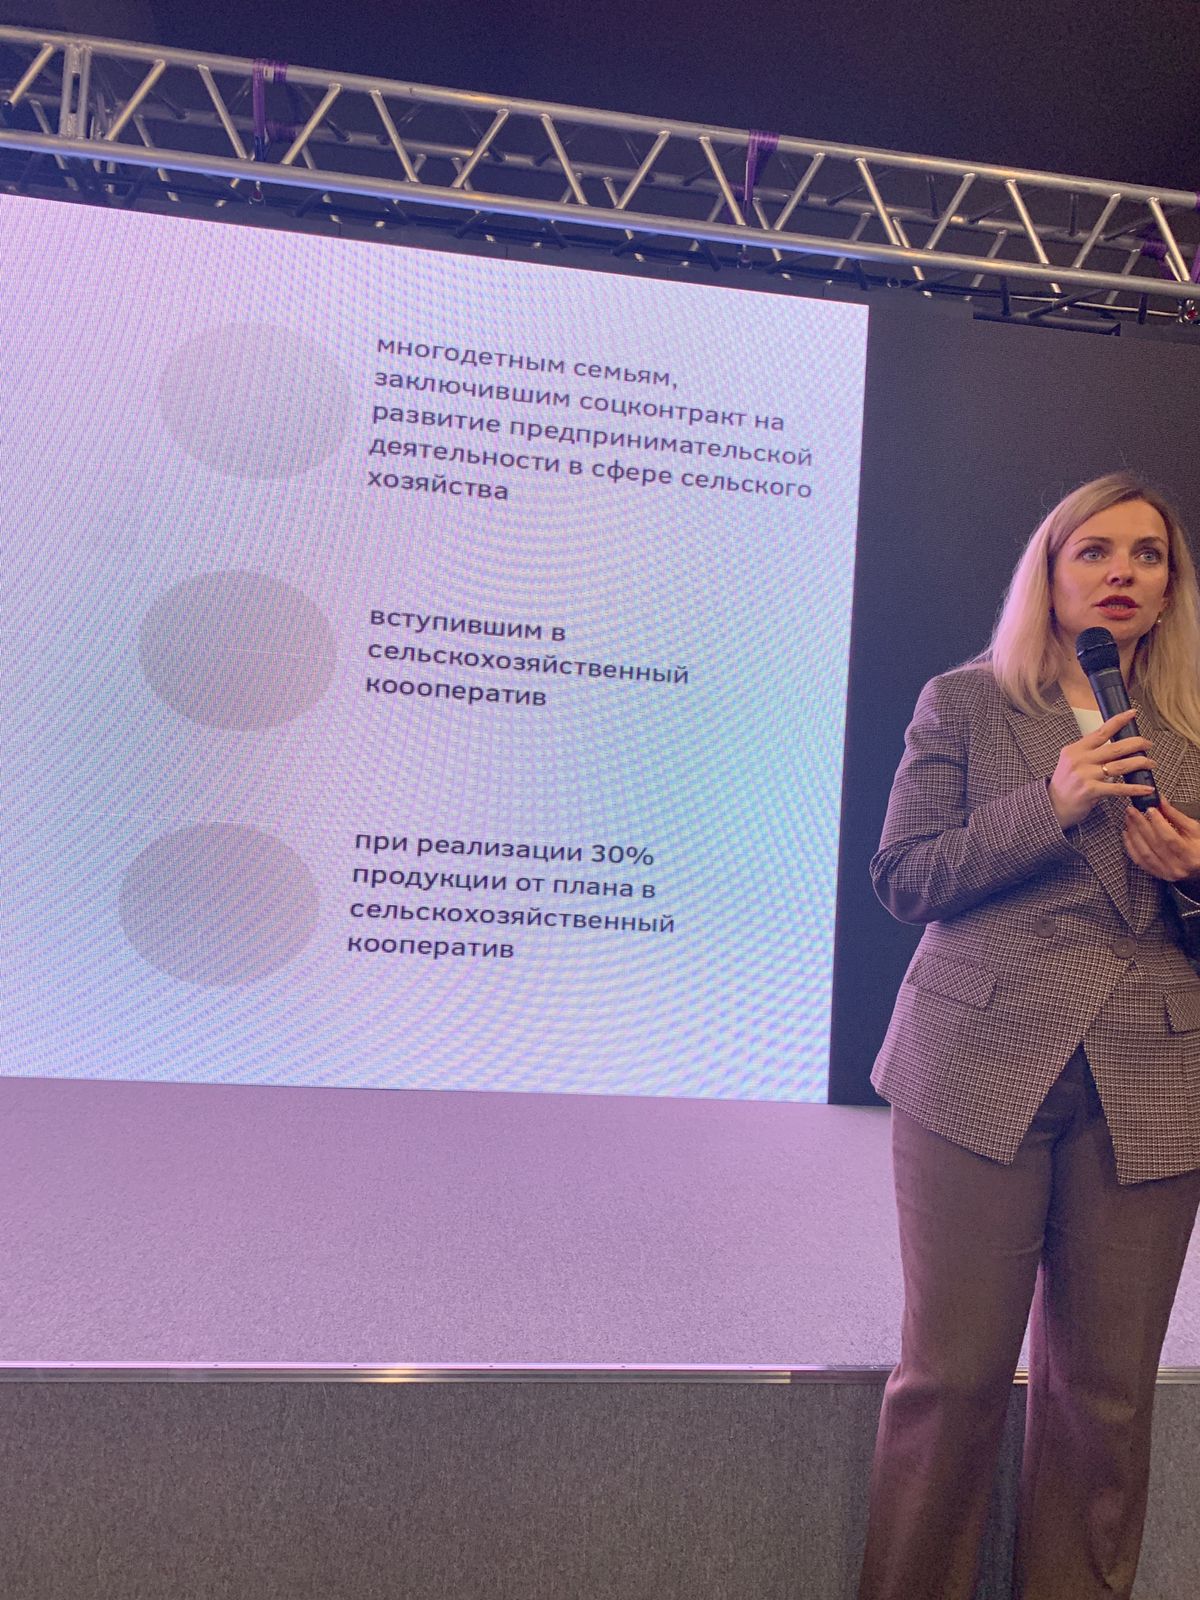 многодетным семьям,
заключившим соцконтракт на
развитие предпринимательской
деятельности в сфере сельского
хозяйства
вступившим в
сельскохозяйственный
коооператив
при реализации 30%
продукции от плана в
сельскохозяйственный
кооператив